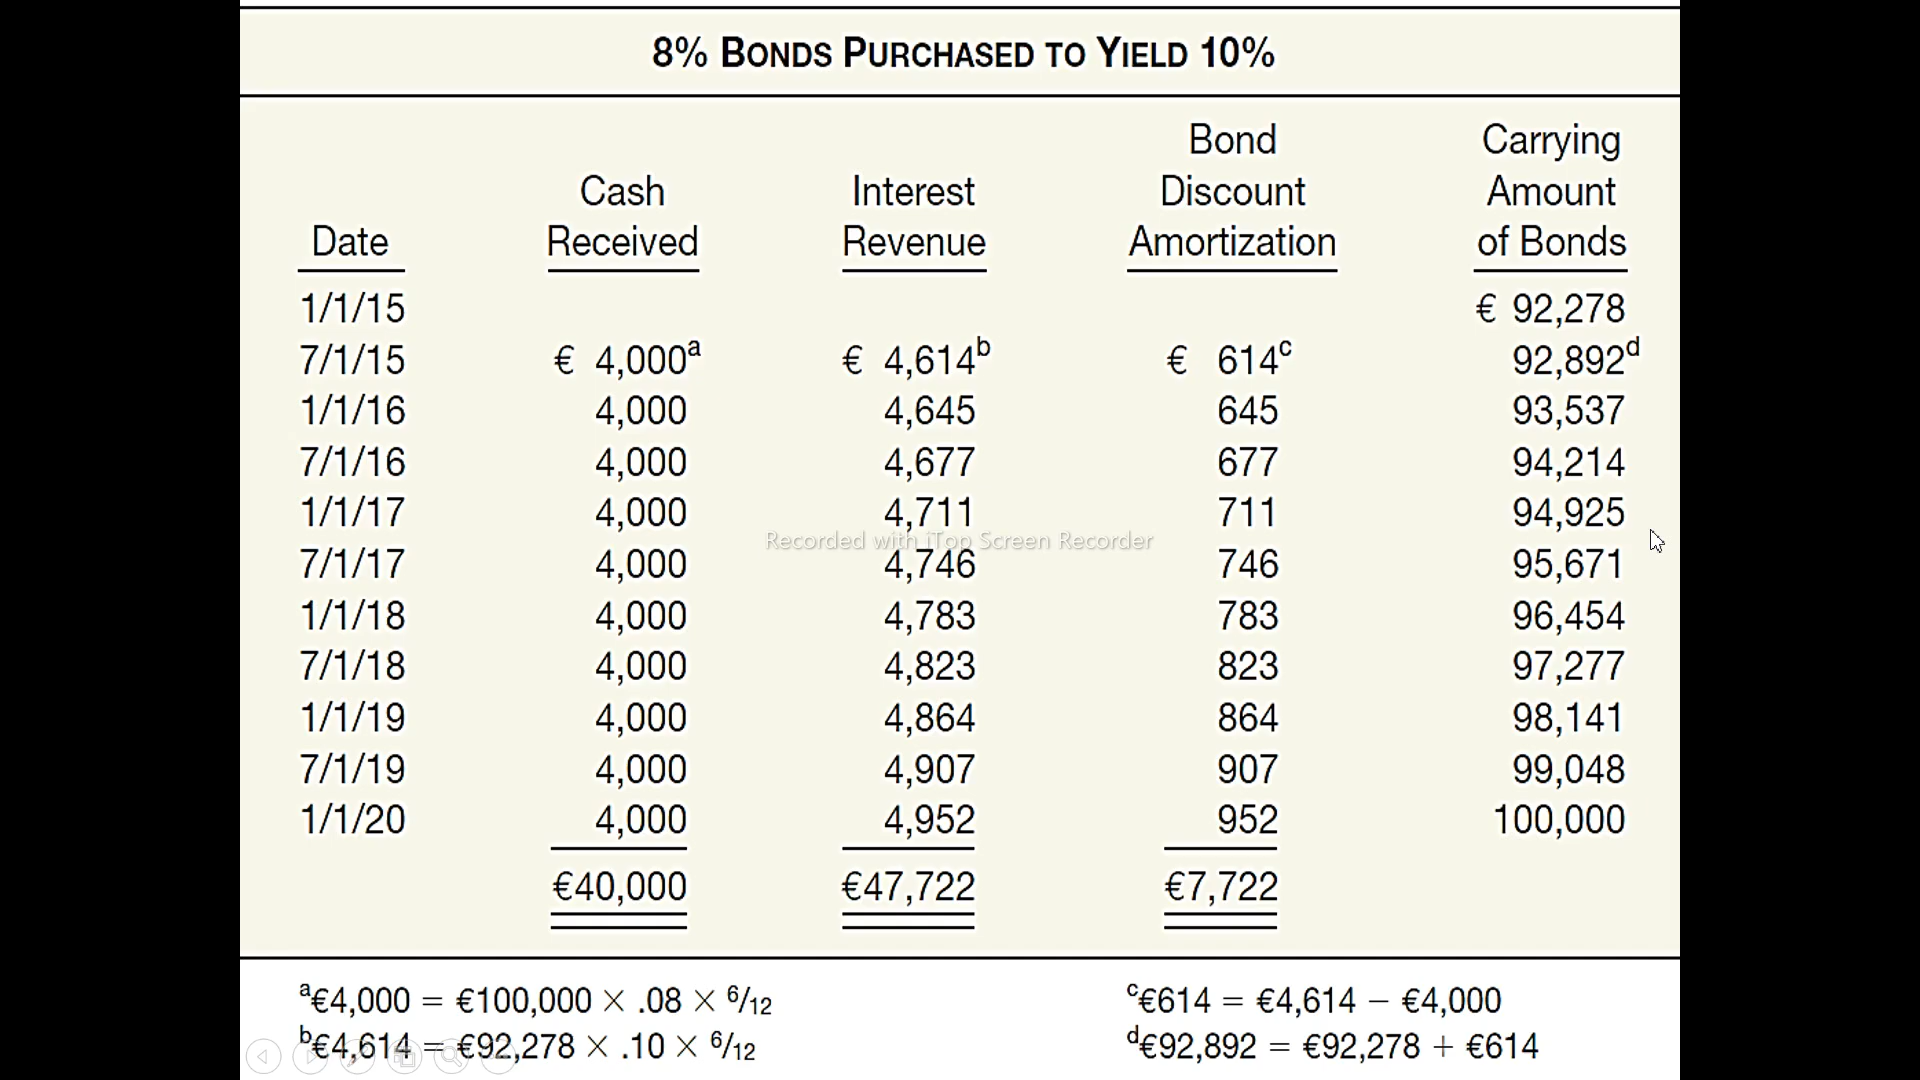 8% BONDS PURCHASED TO YIELD 10%
Date Cash Received Interest Revenue Bond Discount Amortization Carrying Amount of Bonds
1/1/15 € 92,278
7/1/15 € 4,000a € 4,614b € 614c 92,892d
1/1/16 4,000 4,645 645 93,537
7/1/16 4,000 4,677 677 94,214
1/1/17 4,000 4,711 711 94,925
Recorded with iTop Screen Recorder
7/1/17 4,000 4,746 746 95,671
1/1/18 4,000 4,783 783 96,454
7/1/18 4,000 4,823 823 97,277
1/1/19 4,000 4,864 864 98,141
7/1/19 4,000 4,907 907 99,048
1/1/20 4,000 4,952 952 100,000
€40,000 €47,722 €7,722
a€4,000 = €100,000 × .08 × 6/12 c€614 = €4,614 − €4,000
b€4,614 = €92,278 × .10 × 6/12 d€92,892 = €92,278 + €614